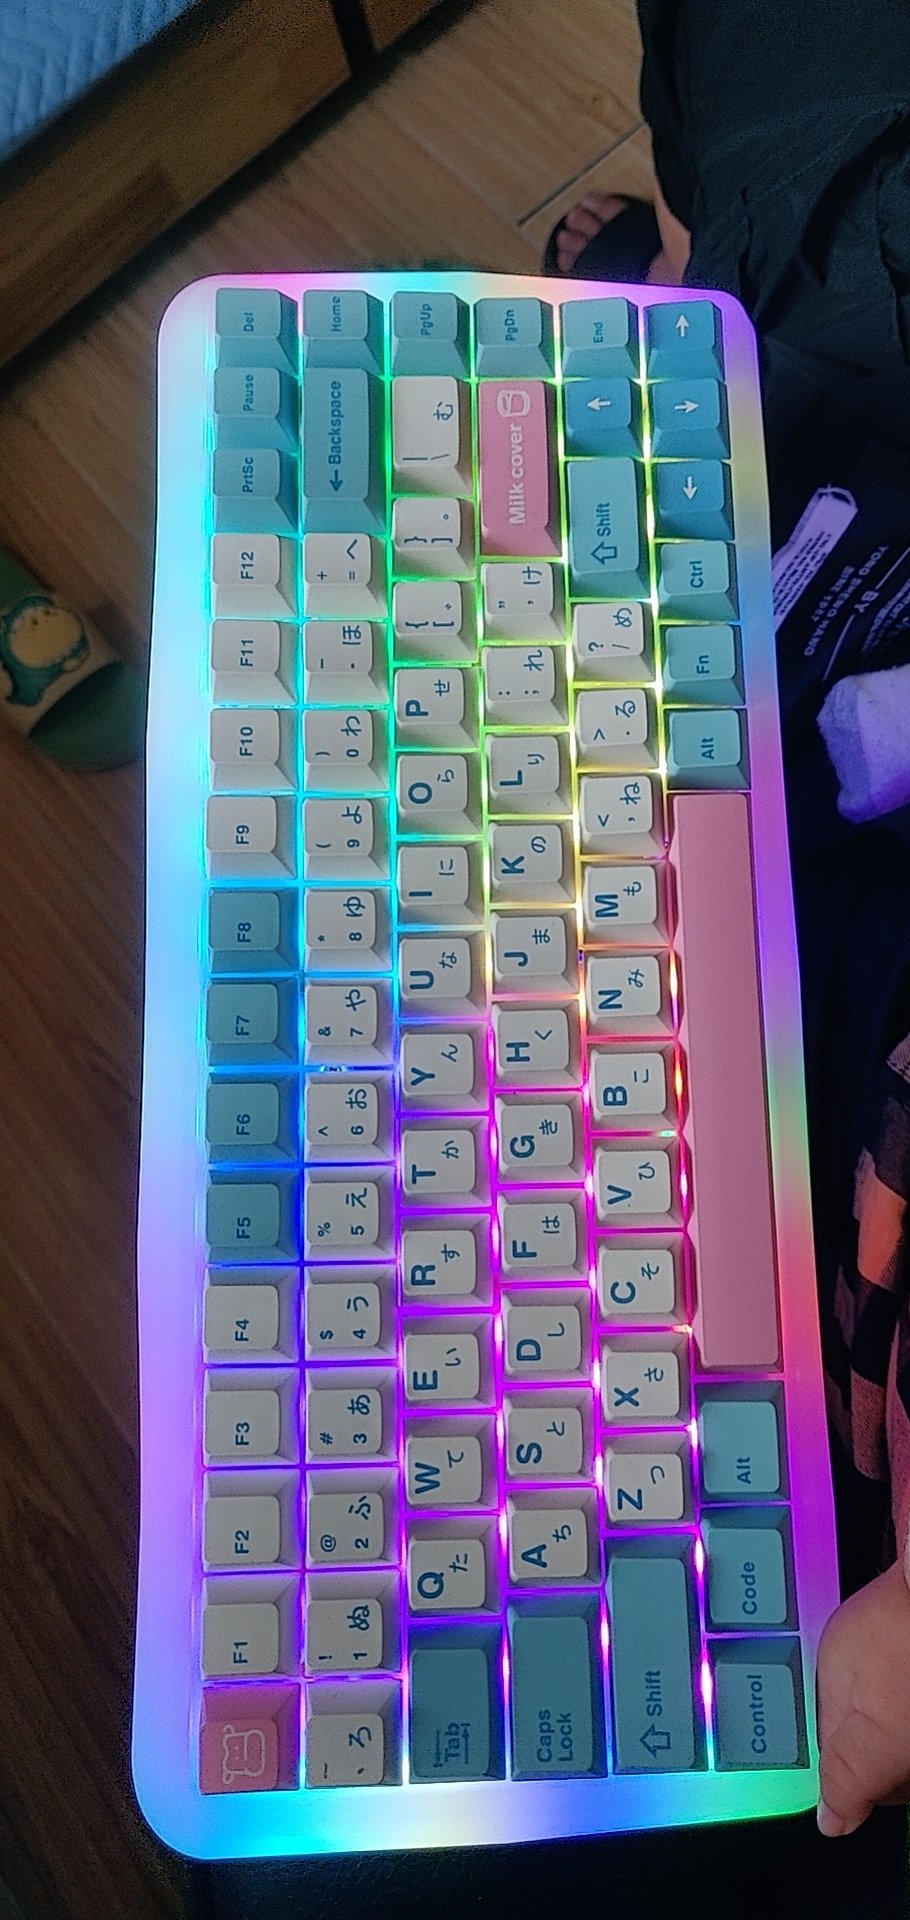 F1 F2 F3 F4 F5 F6 F7 F8 F9 F10 F11 F12 PrtSc Pause Del
~ ` ろ ! 1 ぬ @ 2 ふ # 3 あ $ 4 う % 5 え ^ 6 お & 7 や * 8 ゆ ( 9 よ ) 0 わ - ほ + = へ ← Backspace Home
Tab Q た W て E い R す T か Y ん U な I に O ら P せ { [ ゛ } ] 。 | \ む PgUp
Caps Lock A ち S と D し F は G き H く J ま K の L り : ; れ " ' け Milk cover PgDn
⇧ Shift Z つ X さ C そ V ひ B こ N み M も < , ね > . る ? / め ⇧ Shift ↑ End
Control Code Alt Alt Fn Ctrl ← ↓ →
BY